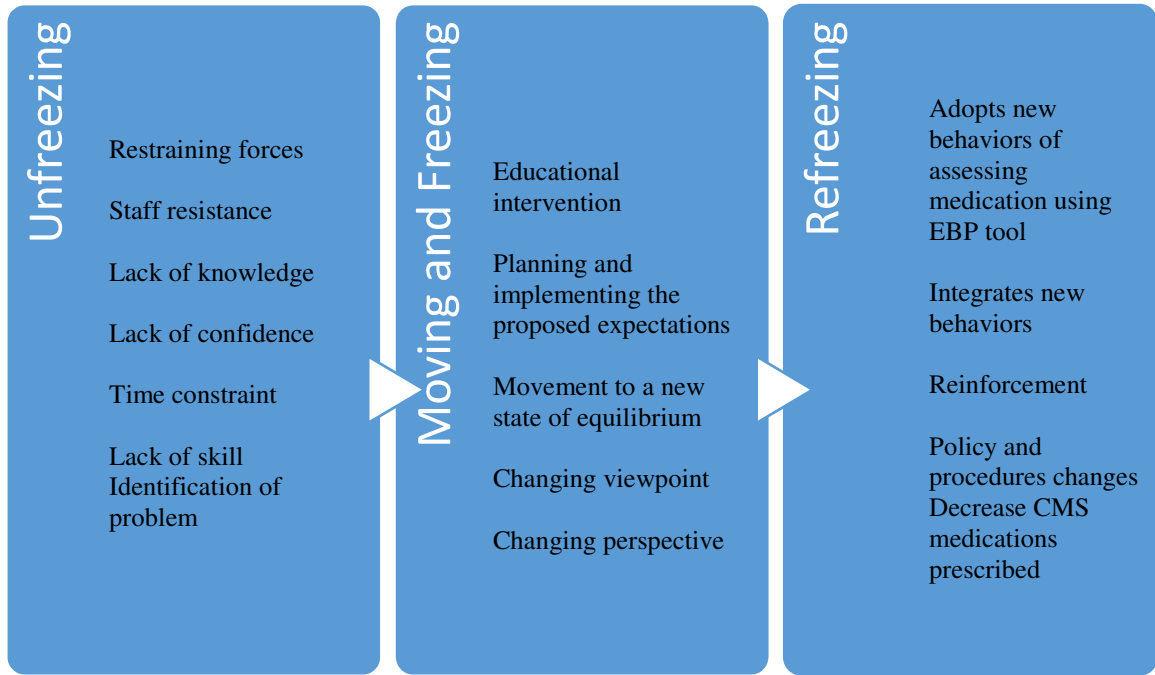 Unfreezing
Restraining forces
Staff resistance
Lack of knowledge
Lack of confidence
Time constraint
Lack of skill
Identification of
problem
Moving and Freezing
Educational
intervention
Planning and
implementing the
proposed expectations
Movement to a new
state of equilibrium
Changing viewpoint
Changing perspective
Refreezing
Adopts new
behaviors of
assessing
medication using
EBP tool
Integrates new
behaviors
Reinforcement
Policy and
procedures changes
Decrease CMS
medications
prescribed